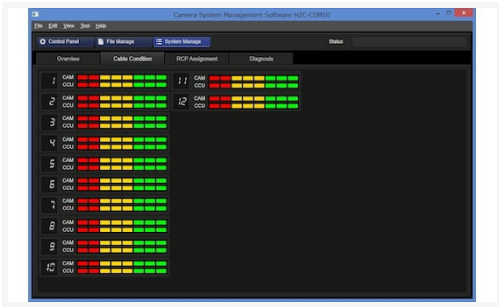 Camera System Management Software HZC-CSM10
File Edit View Tool Help
Control Panel File Manage System Manage Status
Overview Cable Condition RCP Assignment Diagnosis
1 CAM CCU
2 CAM CCU
3 CAM CCU
4 CAM CCU
5 CAM CCU
6 CAM CCU
7 CAM CCU
8 CAM CCU
9 CAM CCU
10 CAM CCU
11 CAM CCU
12 CAM CCU